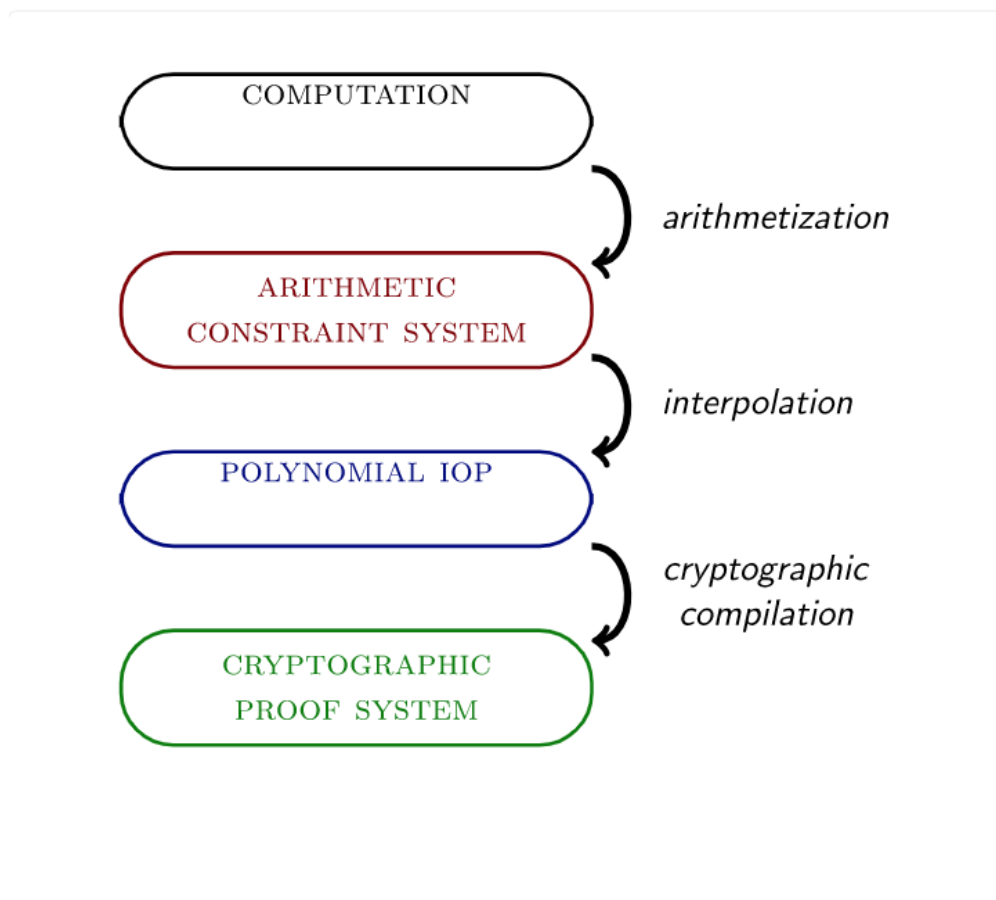 COMPUTATION
arithmetization
ARITHMETIC
CONSTRAINT SYSTEM
interpolation
POLYNOMIAL IOP
cryptographic
compilation
CRYPTOGRAPHIC
PROOF SYSTEM